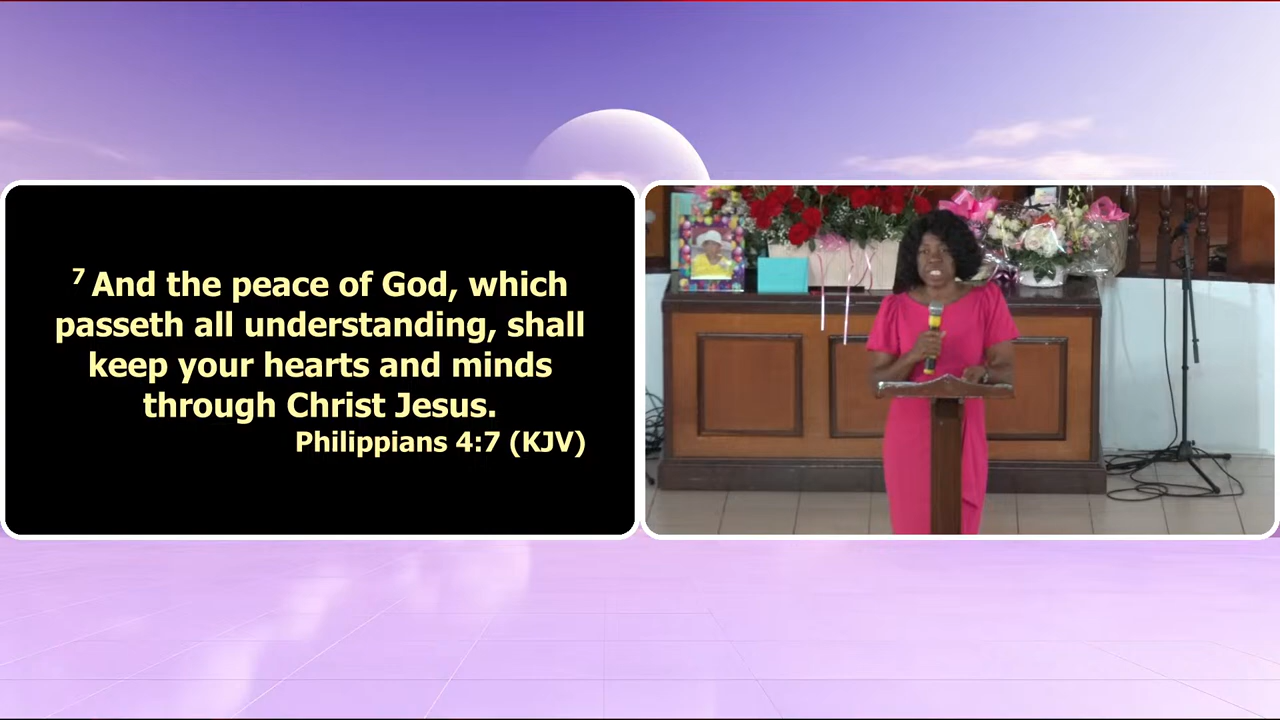 7 And the peace of God, which
passeth all understanding, shall
keep your hearts and minds
through Christ Jesus.
Philippians 4:7 (KJV)